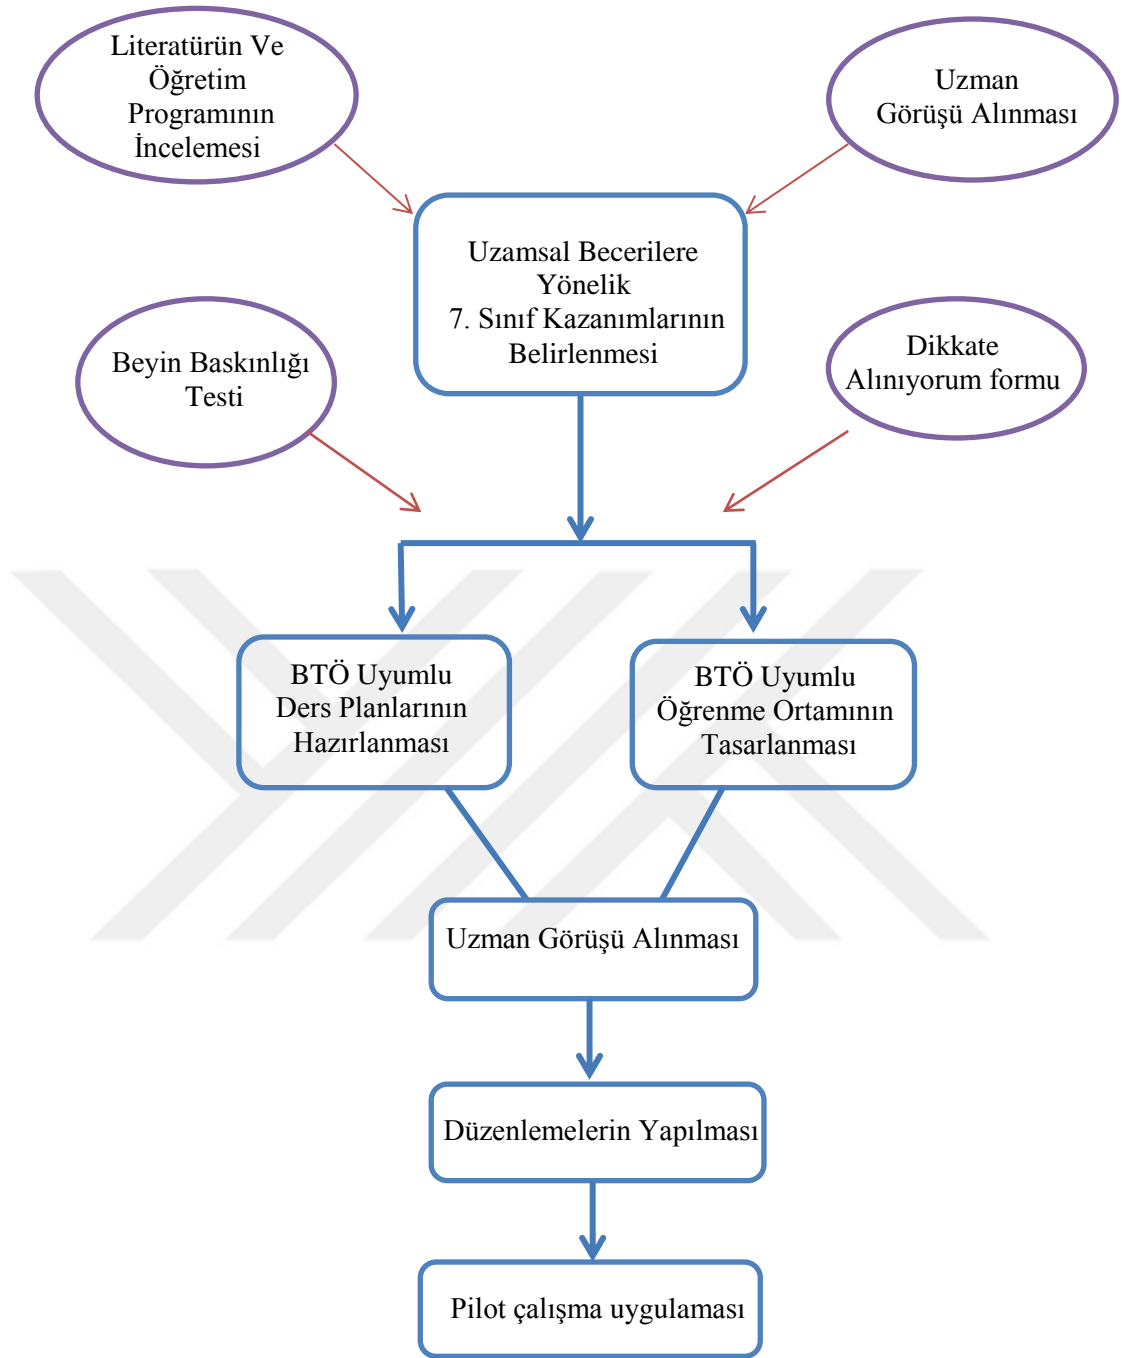 Literatürün Ve
Öğretim
Programının
İncelemesi
Uzman
Görüşü Alınması
Uzamsal Becerilere
Yönelik
7. Sınıf Kazanımlarının
Belirlenmesi
Beyin Baskınlığı
Testi
Dikkate
Alınıyorum formu
BTÖ Uyumlu
Ders Planlarının
Hazırlanması
BTÖ Uyumlu
Öğrenme Ortamının
Tasarlanması
Uzman Görüşü Alınması
Düzenlemelerin Yapılması
Pilot çalışma uygulaması